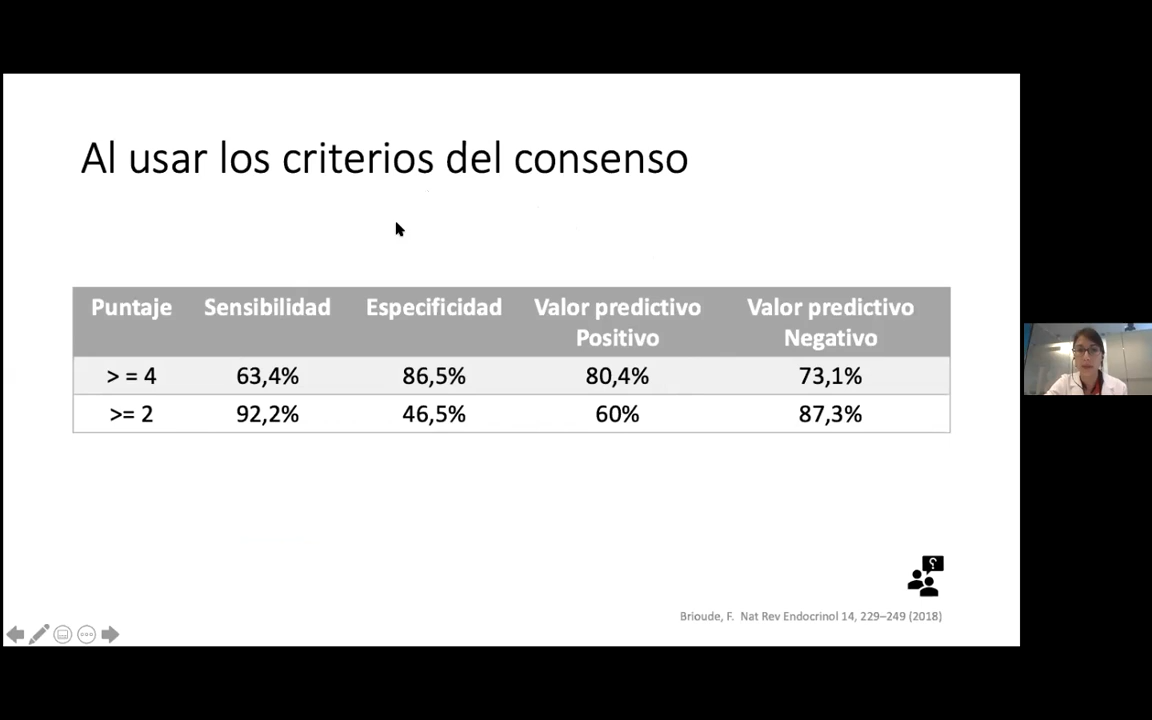 Al usar los criterios del consenso
Puntaje Sensibilidad Especificidad Valor predictivo Positivo Valor predictivo Negativo
> = 4 63,4% 86,5% 80,4% 73,1%
>= 2 92,2% 46,5% 60% 87,3%
?
Brioude, F. Nat Rev Endocrinol 14, 229–249 (2018)